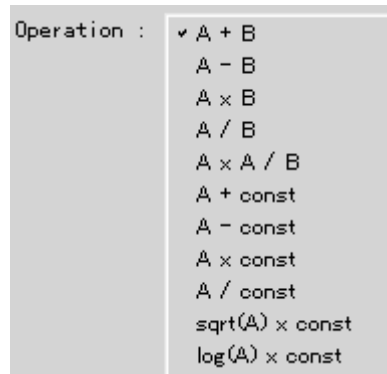 Operation : ✓ A + B
A - B
A × B
A / B
A × A / B
A + const
A - const
A × const
A / const
sqrt(A) × const
log(A) × const